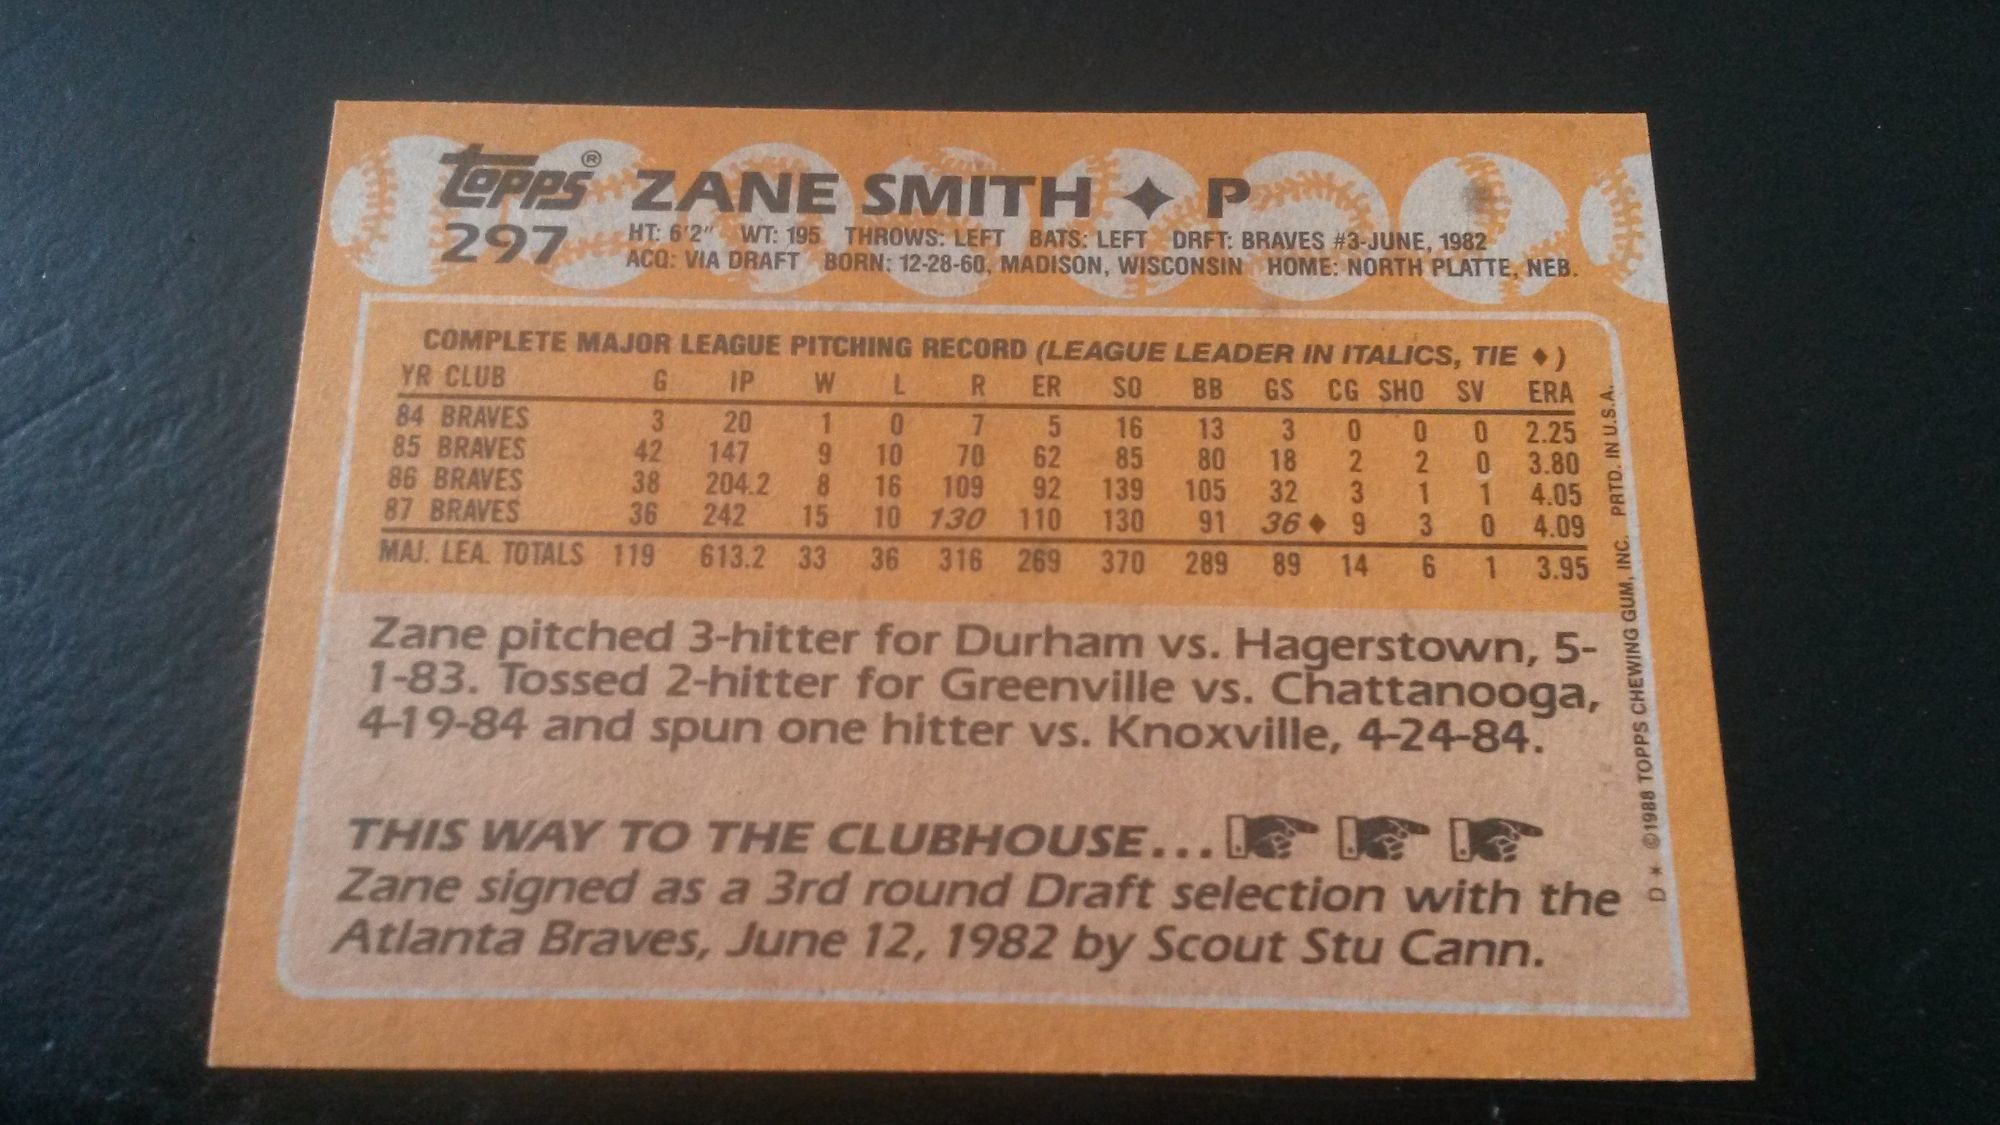 topps® ZANE SMITH ✦ P
297 HT: 6'2" WT: 195 THROWS: LEFT BATS: LEFT DRFT: BRAVES #3-JUNE, 1982
ACQ: VIA DRAFT BORN: 12-28-60, MADISON, WISCONSIN HOME: NORTH PLATTE, NEB.
COMPLETE MAJOR LEAGUE PITCHING RECORD (LEAGUE LEADER IN ITALICS, TIE ♦)
YR CLUB G IP W L R ER SO BB GS CG SHO SV ERA
84 BRAVES 3 20 1 0 7 5 16 13 3 0 0 0 2.25
85 BRAVES 42 147 9 10 70 62 85 80 18 2 2 0 3.80
86 BRAVES 38 204.2 8 16 109 92 139 105 32 3 1 1 4.05
87 BRAVES 36 242 15 10 130 110 130 91 36♦ 9 3 0 4.09
MAJ. LEA. TOTALS 119 613.2 33 36 316 269 370 289 89 14 6 1 3.95
Zane pitched 3-hitter for Durham vs. Hagerstown, 5-
1-83. Tossed 2-hitter for Greenville vs. Chattanooga,
4-19-84 and spun one hitter vs. Knoxville, 4-24-84.
THIS WAY TO THE CLUBHOUSE...
Zane signed as a 3rd round Draft selection with the
Atlanta Braves, June 12, 1982 by Scout Stu Cann.
D * ©1988 TOPPS CHEWING GUM, INC. PRTD. IN U.S.A.